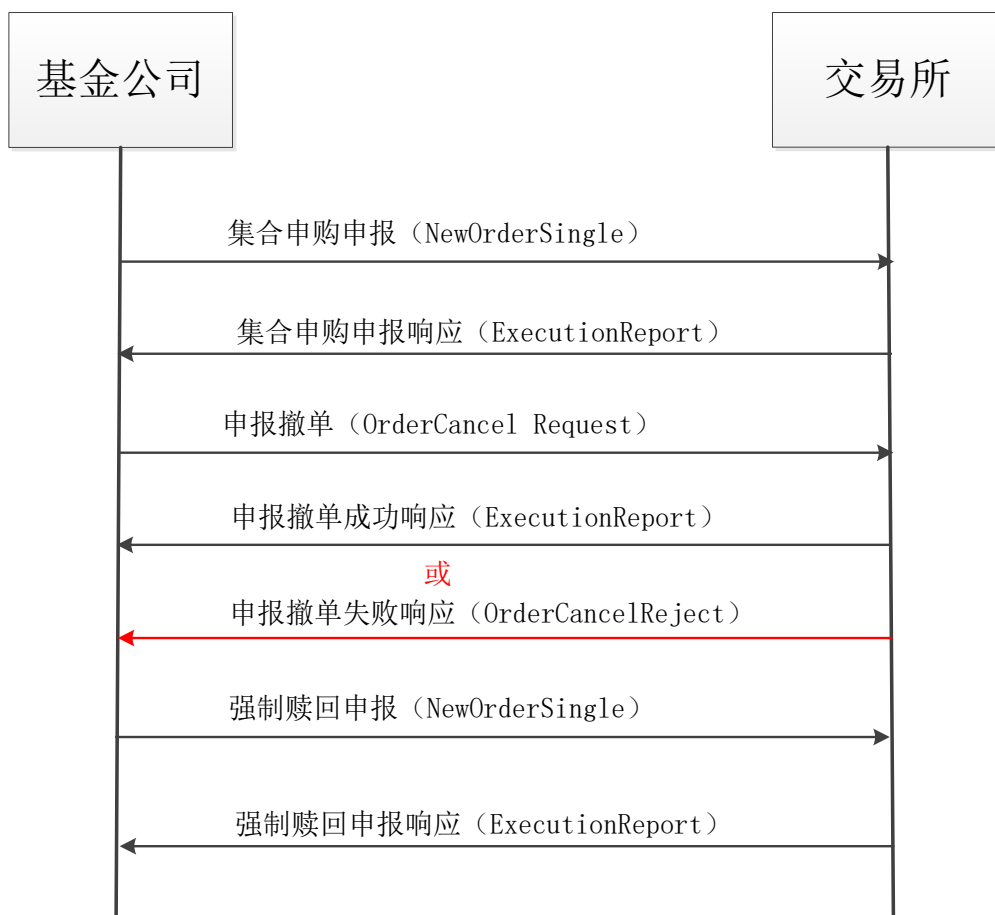 基金公司
交易所
集合申购申报（NewOrderSingle）
集合申购申报响应（ExecutionReport）
申报撤单（OrderCancel Request）
申报撤单成功响应（ExecutionReport）
或
申报撤单失败响应（OrderCancelReject）
强制赎回申报（NewOrderSingle）
强制赎回申报响应（ExecutionReport）